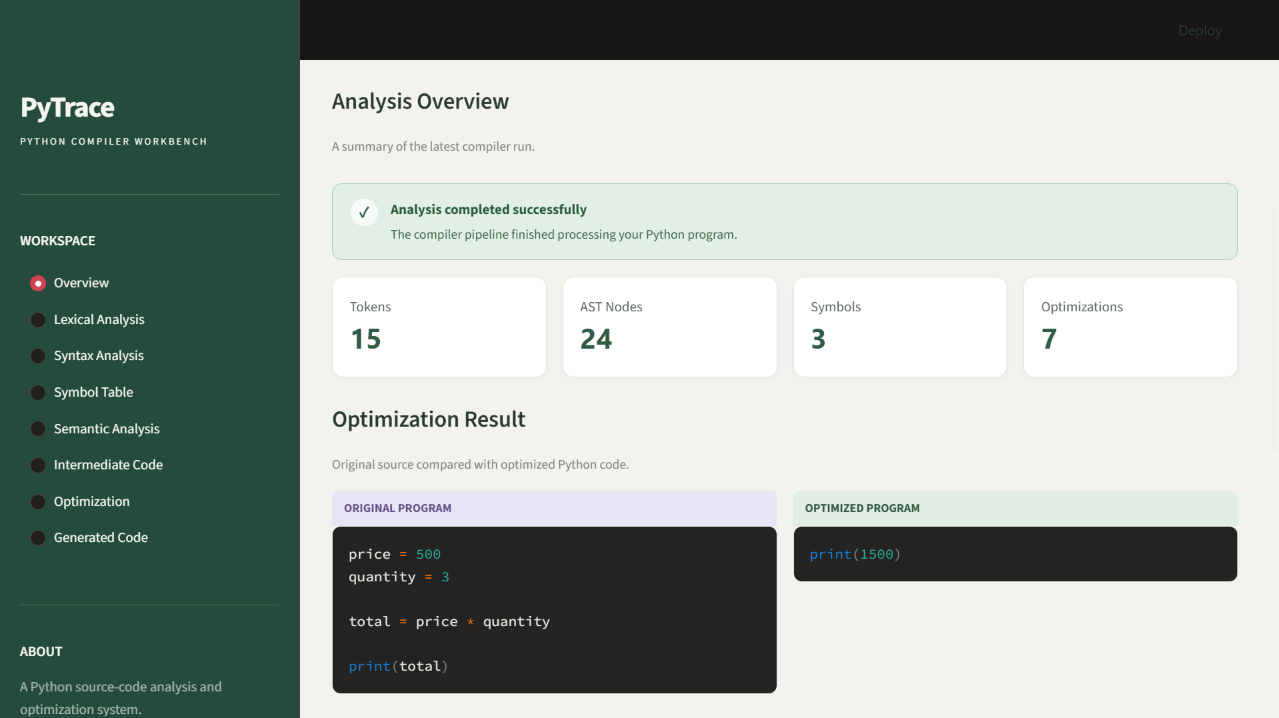 Deploy
PyTrace
PYTHON COMPILER WORKBENCH
WORKSPACE
Overview
Lexical Analysis
Syntax Analysis
Symbol Table
Semantic Analysis
Intermediate Code
Optimization
Generated Code
ABOUT
A Python source-code analysis and
optimization system.
Analysis Overview
A summary of the latest compiler run.
✓ Analysis completed successfully
The compiler pipeline finished processing your Python program.
Tokens
15
AST Nodes
24
Symbols
3
Optimizations
7
Optimization Result
Original source compared with optimized Python code.
ORIGINAL PROGRAM
price = 500
quantity = 3
total = price * quantity
print(total)
OPTIMIZED PROGRAM
print(1500)